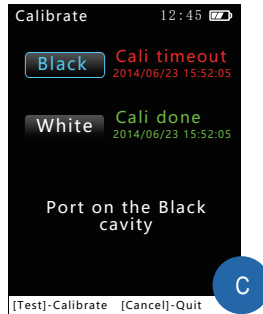 Calibrate 12:45
Black Cali timeout
2014/06/23 15:52:05
White Cali done
2014/06/23 15:52:05
Port on the Black
cavity
C
[Test]-Calibrate [Cancel]-Quit